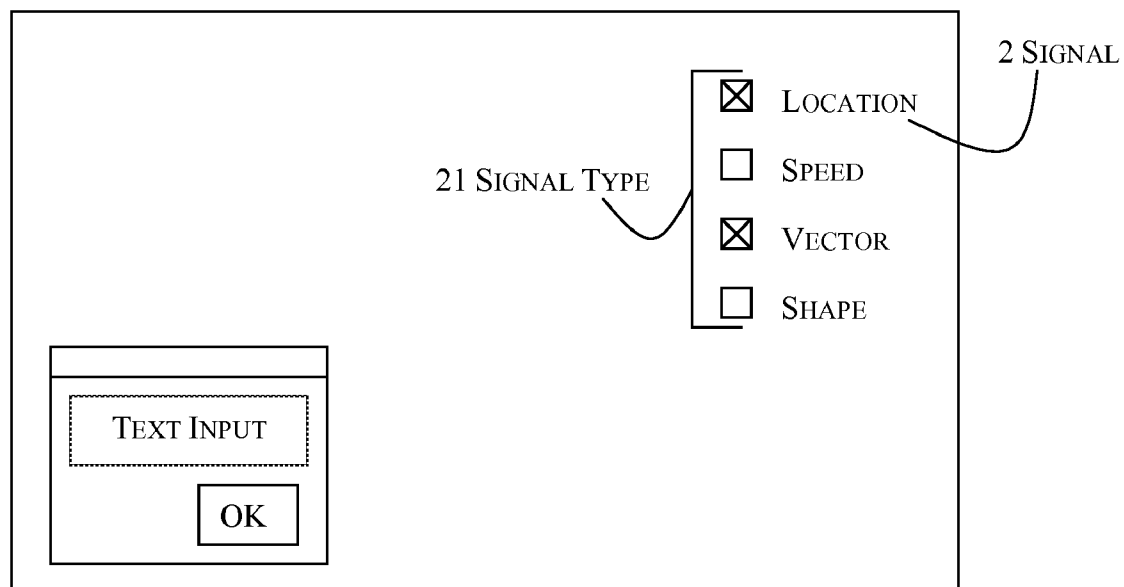 2 SIGNAL
LOCATION
SPEED
21 SIGNAL TYPE
VECTOR
SHAPE
TEXT INPUT
OK